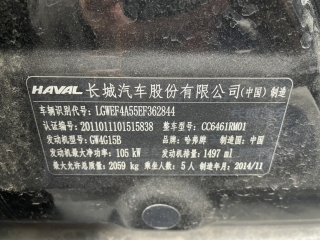 HAVAL 长城汽车股份有限公司(中国)制造
车辆识别代号: LGWEF4A55EF362844
认证编号: 2011011101515838 整车型号: CC6461RM01
发动机型号: GW4G15B 品牌: 哈弗牌 制造国: 中国
发动机最大净功率: 105 kW 发动机排量: 1497 ml
最大允许总质量: 2059 kg 乘坐人数: 5 人 制造年月: 2014/11